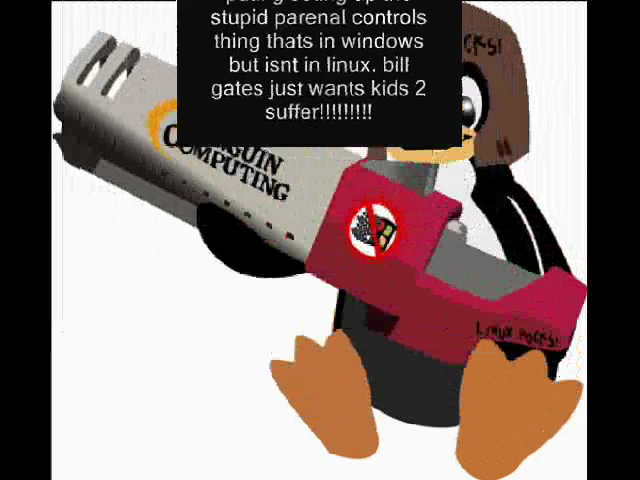 stupid parenal controls
thing thats in windows
but isnt in linux. bill
gates just wants kids 2
suffer!!!!!!!!!
COMPUTING
LINUX ROCKS!